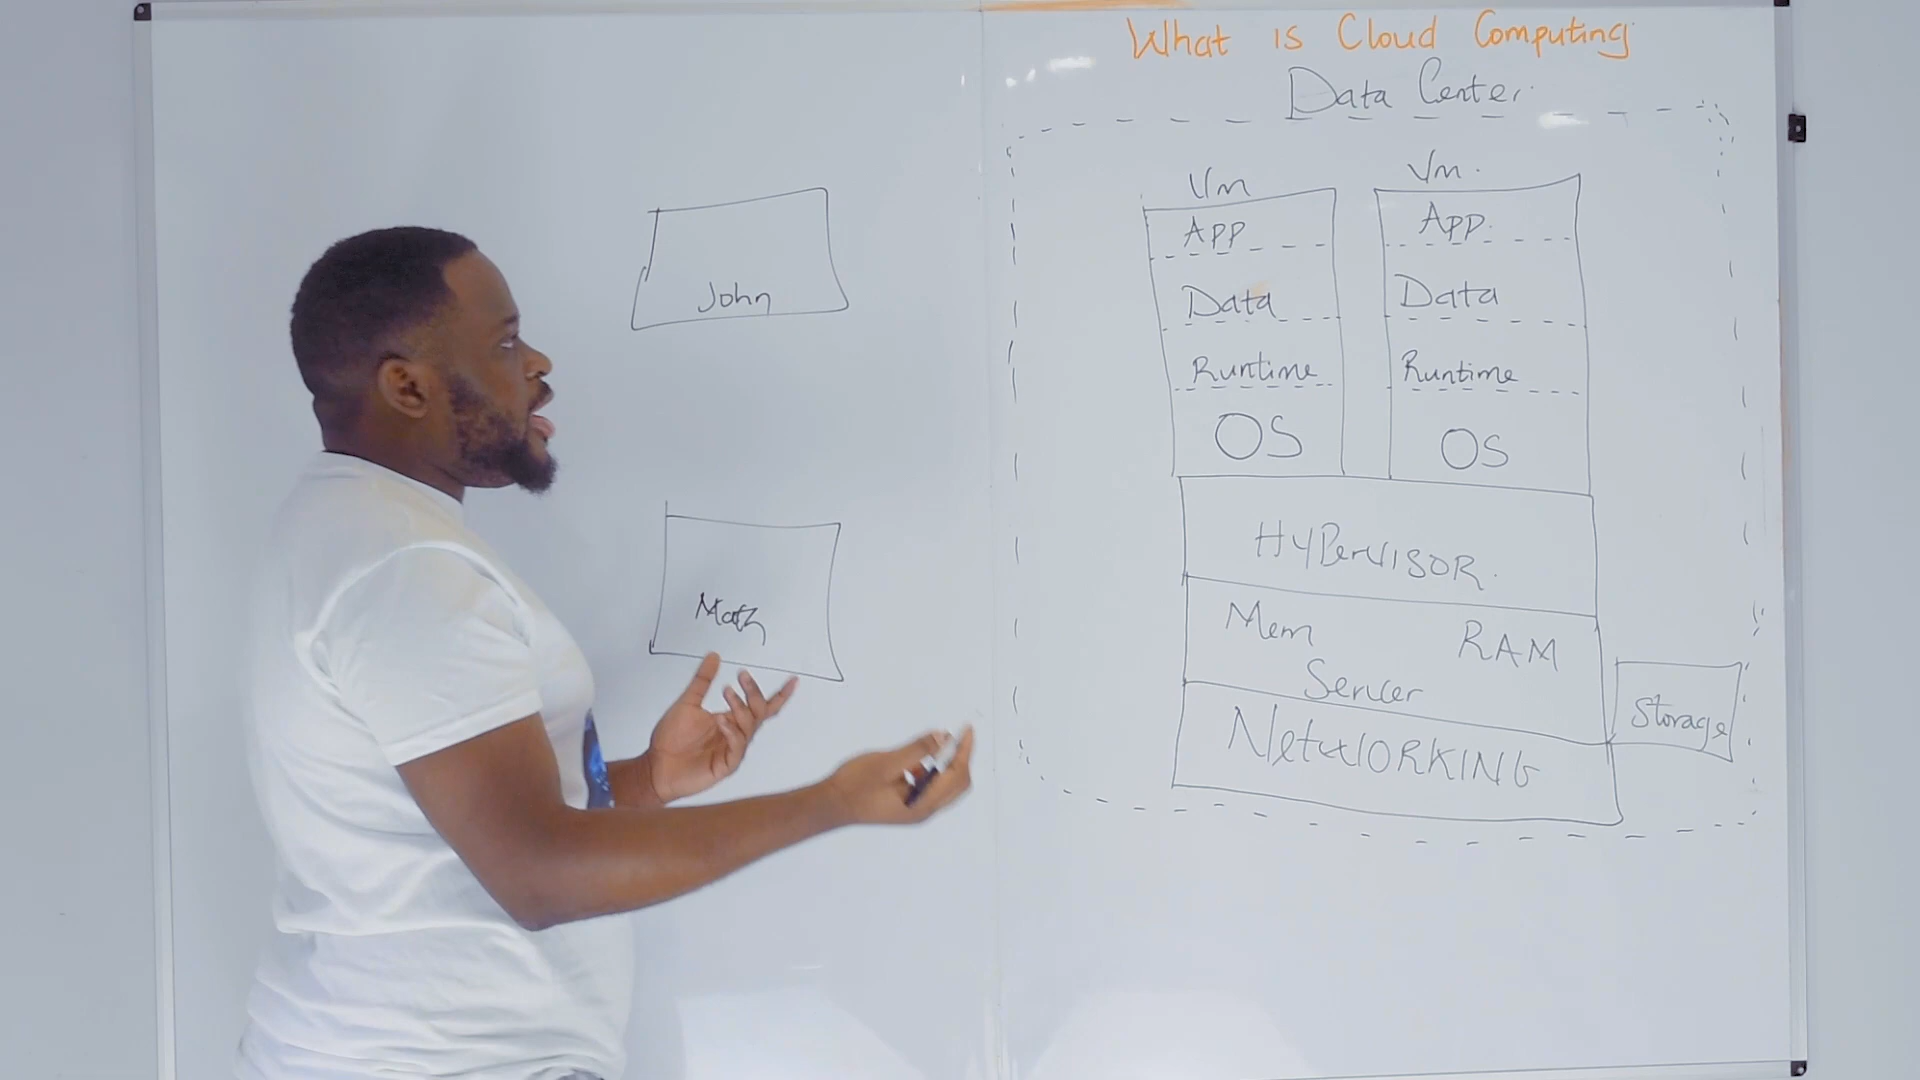 What is Cloud Computing
Data Center.
Vm
Vm.
App
App.
Data
Data
Runtime
Runtime
OS
OS
HYPervISOR.
Mem
RAM
Server
Storage
NetwORKING
John